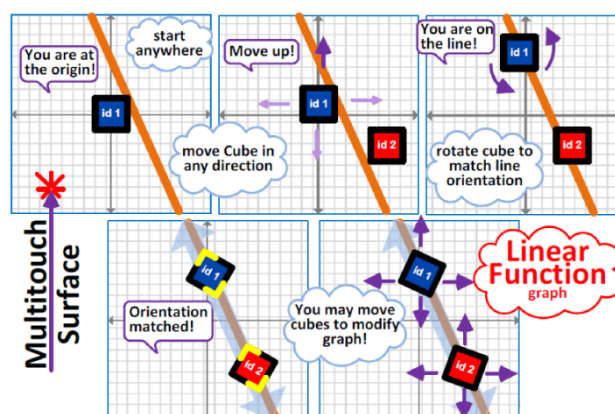 You are at
the origin!
start
anywhere
id 1
Move up!
id 1
move Cube in
any direction
id 2
You are on
the line!
id 1
id 2
rotate cube to
match line
orientation
Multitouch
Surface
id 1
Orientation
matched!
id 2
id 1
You may move
cubes to modify
graph!
id 2
Linear
Function
graph